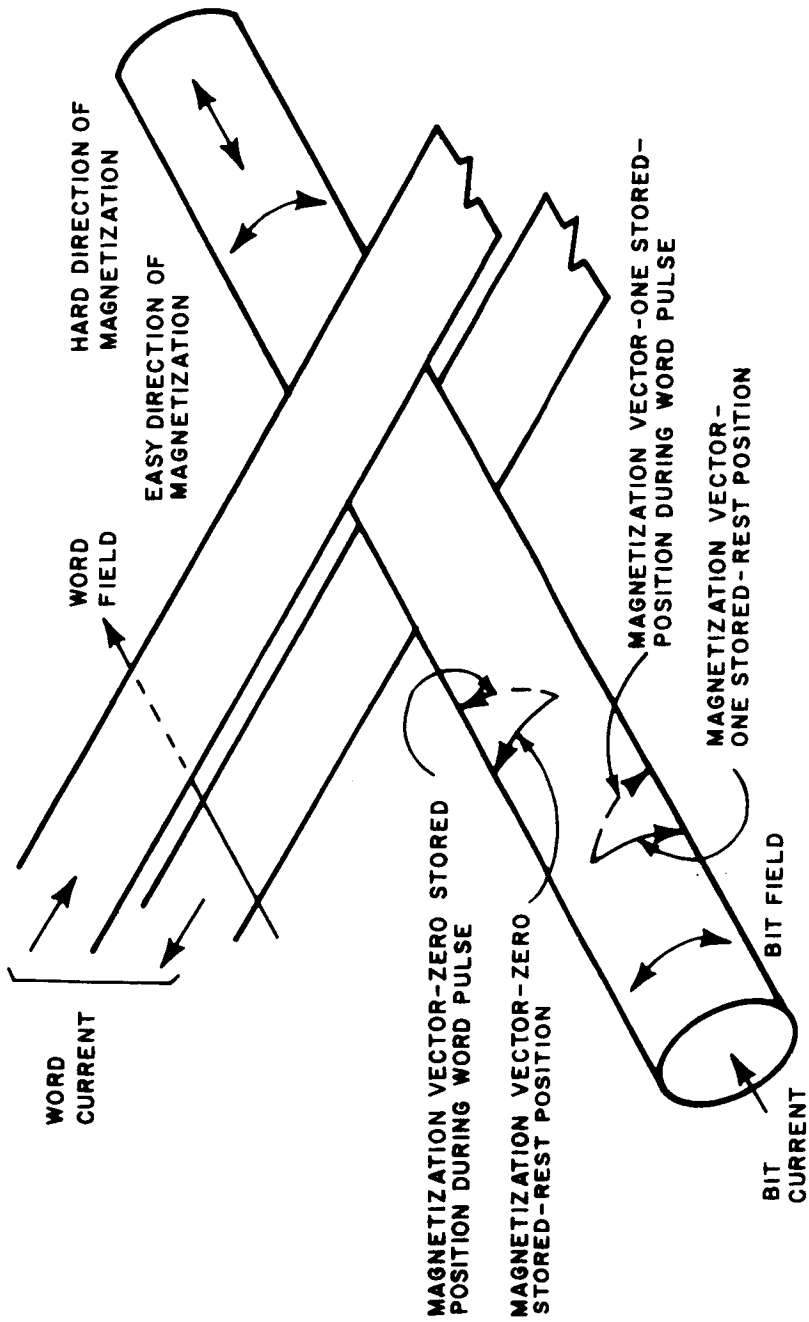 WORD
CURRENT
WORD
FIELD
HARD DIRECTION OF
MAGNETIZATION
EASY DIRECTION OF
MAGNETIZATION
MAGNETIZATION VECTOR-ZERO STORED
POSITION DURING WORD PULSE
MAGNETIZATION VECTOR-ZERO
STORED-REST POSITION
MAGNETIZATION VECTOR-ONE STORED-
POSITION DURING WORD PULSE
MAGNETIZATION VECTOR-
ONE STORED-REST POSITION
BIT FIELD
BIT
CURRENT